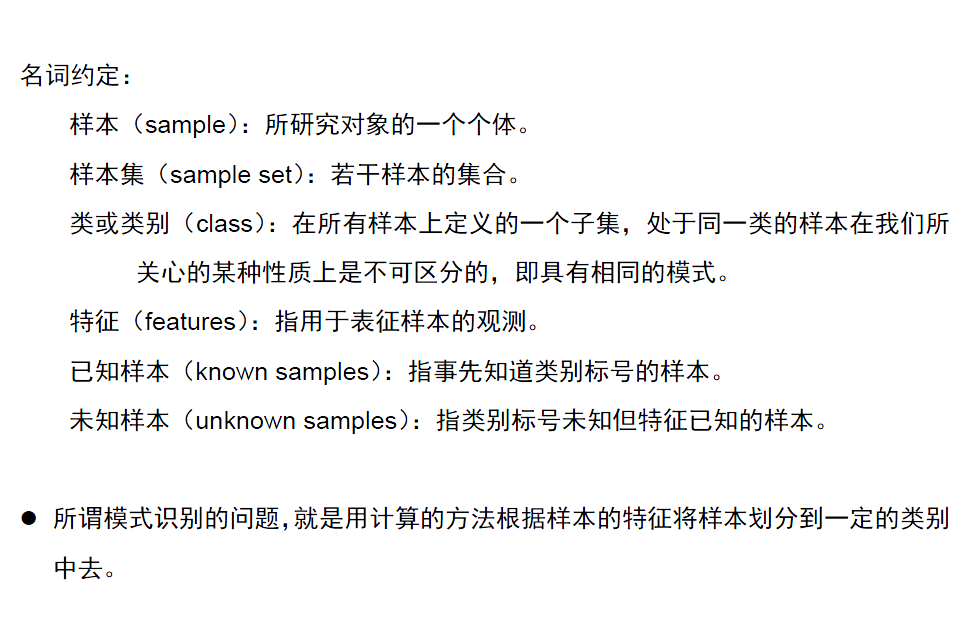 名词约定：
样本（sample）：所研究对象的一个个体。
样本集（sample set）：若干样本的集合。
类或类别（class）：在所有样本上定义的一个子集，处于同一类的样本在我们所
关心的某种性质上是不可区分的，即具有相同的模式。
特征（features）：指用于表征样本的观测。
已知样本（known samples）：指事先知道类别标号的样本。
未知样本（unknown samples）：指类别标号未知但特征已知的样本。
● 所谓模式识别的问题，就是用计算的方法根据样本的特征将样本划分到一定的类别
中去。